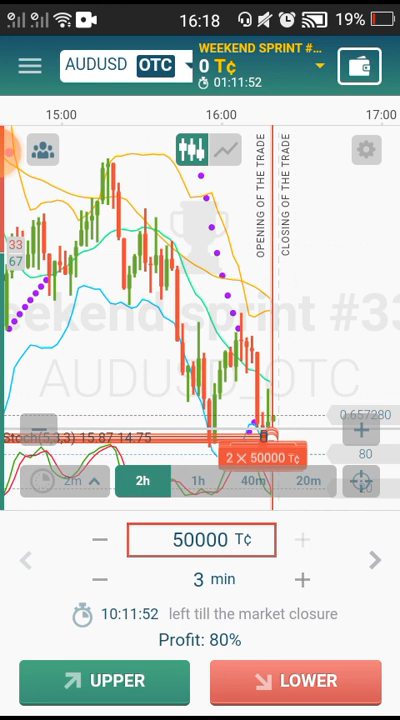 16:18
19%
AUDUSD OTC
WEEKEND SPRINT #...
0 T¢
01:11:52
15:00
16:00
17:00
OPENING OF THE TRADE
CLOSING OF THE TRADE
33
67
ekend sprint #33
AUDUSD_OTC
0.657280
Stoch(5,3,3) 15.87 14.75
2 × 50000 T¢
80
20
2m
2h
1h
40m
20m
50000 T¢
3 min
10:11:52 left till the market closure
Profit: 80%
UPPER
LOWER